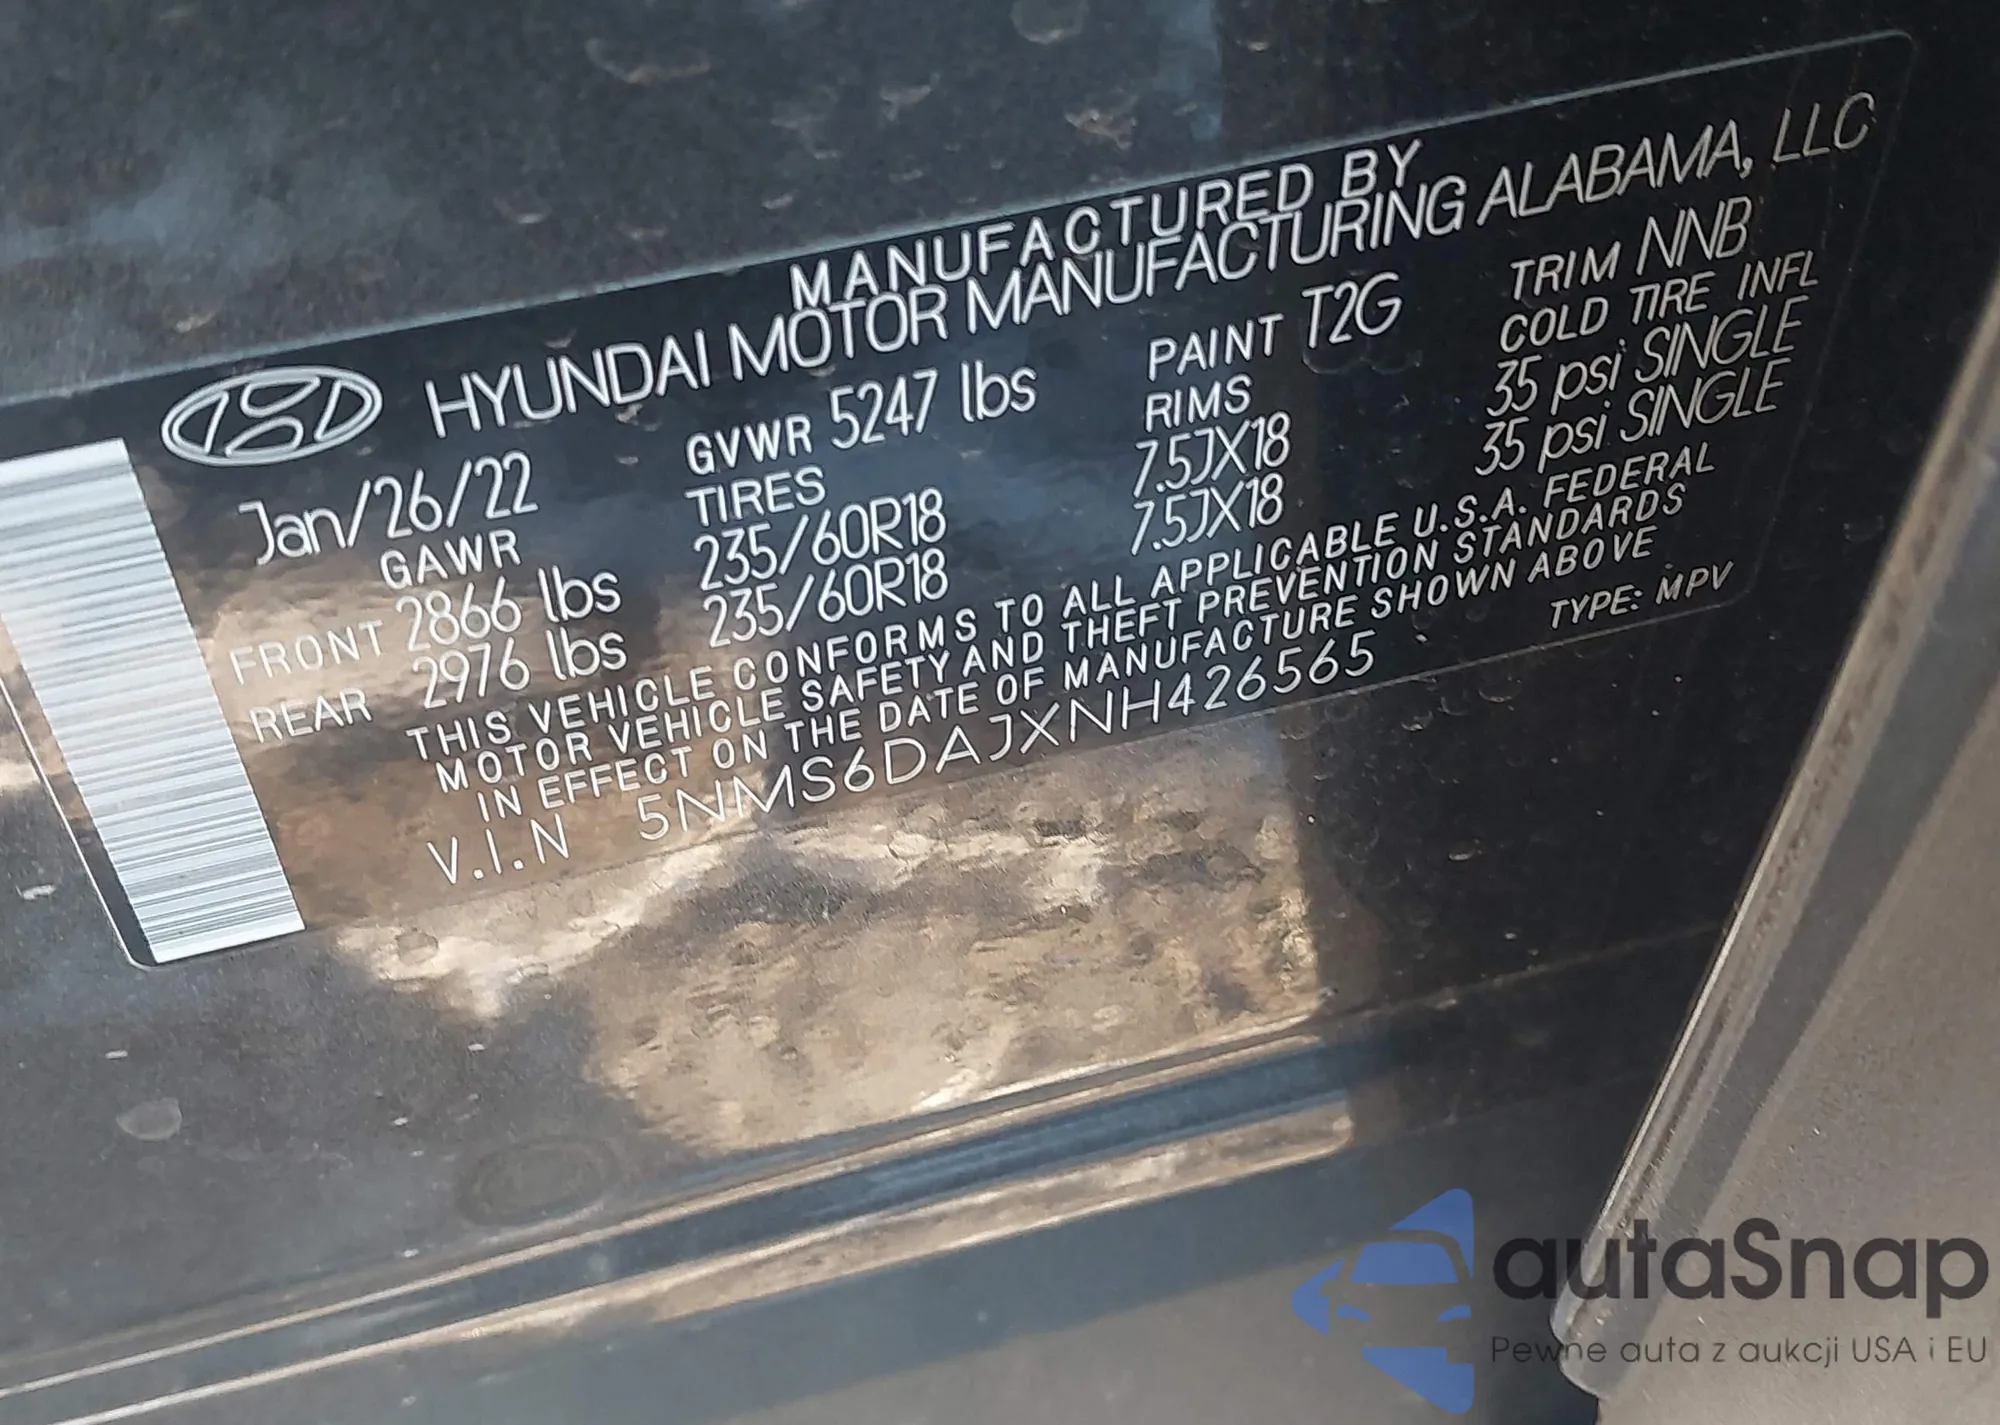 MANUFACTURED BY
HYUNDAI MOTOR MANUFACTURING ALABAMA, LLC
Jan/26/22 GVWR 5247 lbs PAINT T2G TRIM NNB
GAWR TIRES RIMS COLD TIRE INFL
FRONT 2866 lbs 235/60R18 7.5JX18 35 psi SINGLE
REAR 2976 lbs 235/60R18 7.5JX18 35 psi SINGLE
THIS VEHICLE CONFORMS TO ALL APPLICABLE U.S.A. FEDERAL
MOTOR VEHICLE SAFETY AND THEFT PREVENTION STANDARDS
IN EFFECT ON THE DATE OF MANUFACTURE SHOWN ABOVE
V.I.N 5NMS6DAJXNH426565 TYPE: MPV
autaSnap
Pewne auta z aukcji USA i EU